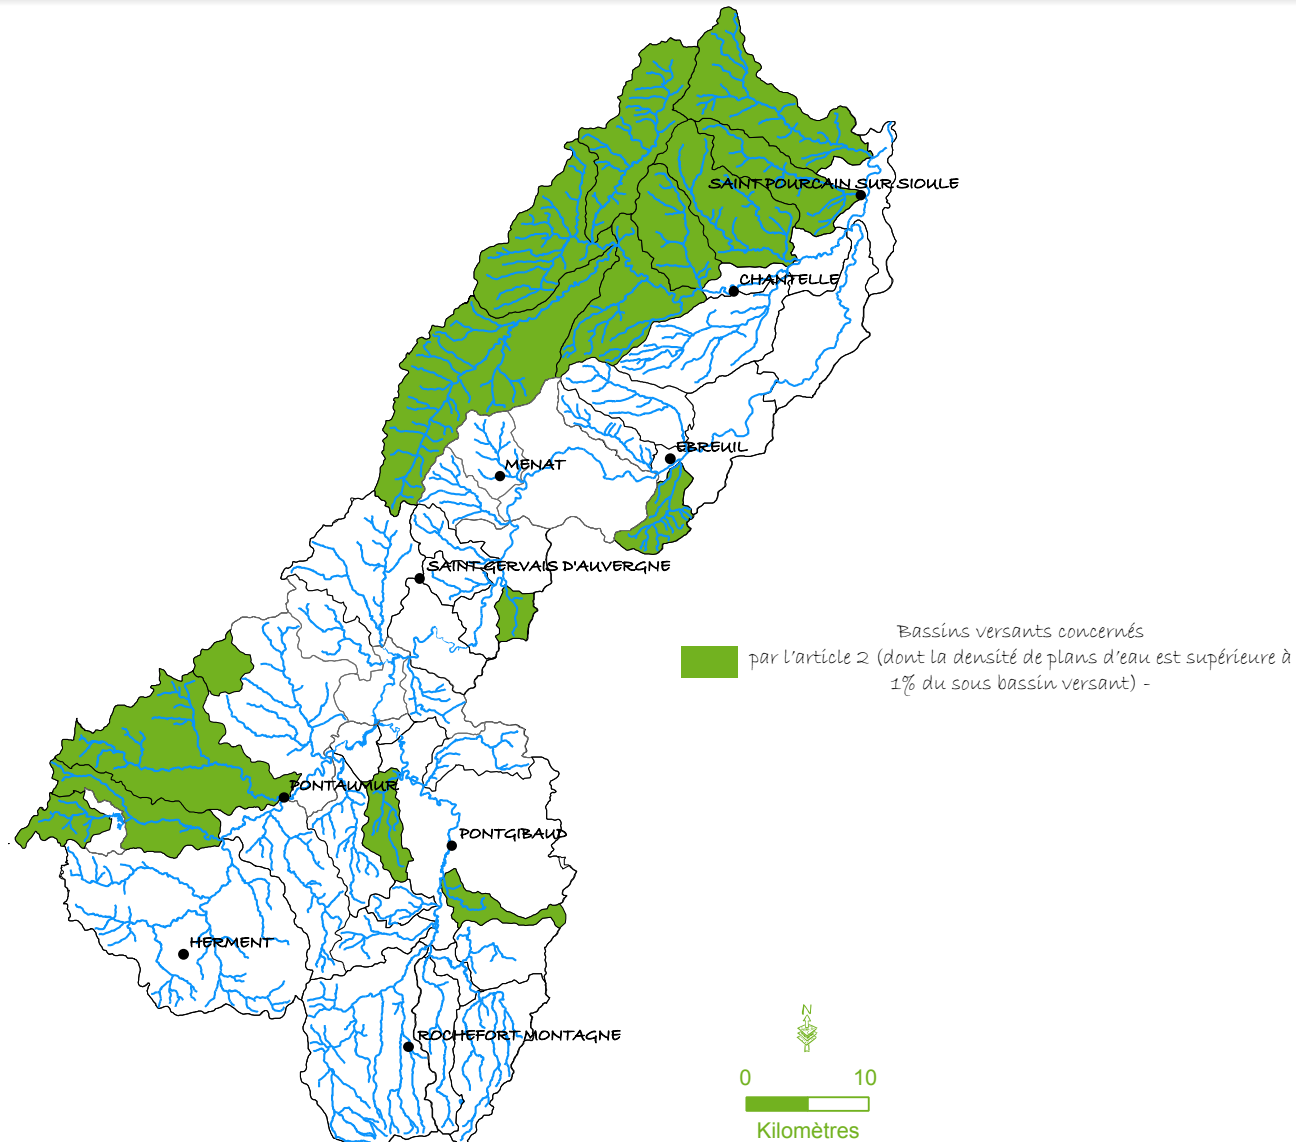 SAINT POURCAIN SUR SIOULE
CHANTELLE
EBREUIL
MENAT
SAINT GERVAIS D'AUVERGNE
Bassins versants concernés
par l'article 2 (dont la densité de plans d'eau est supérieure à
1% du sous bassin versant) -
PONTAUMUR
PONTGIBAUD
HERMENT
N
ROCHEFORT MONTAGNE
0 10
Kilomètres